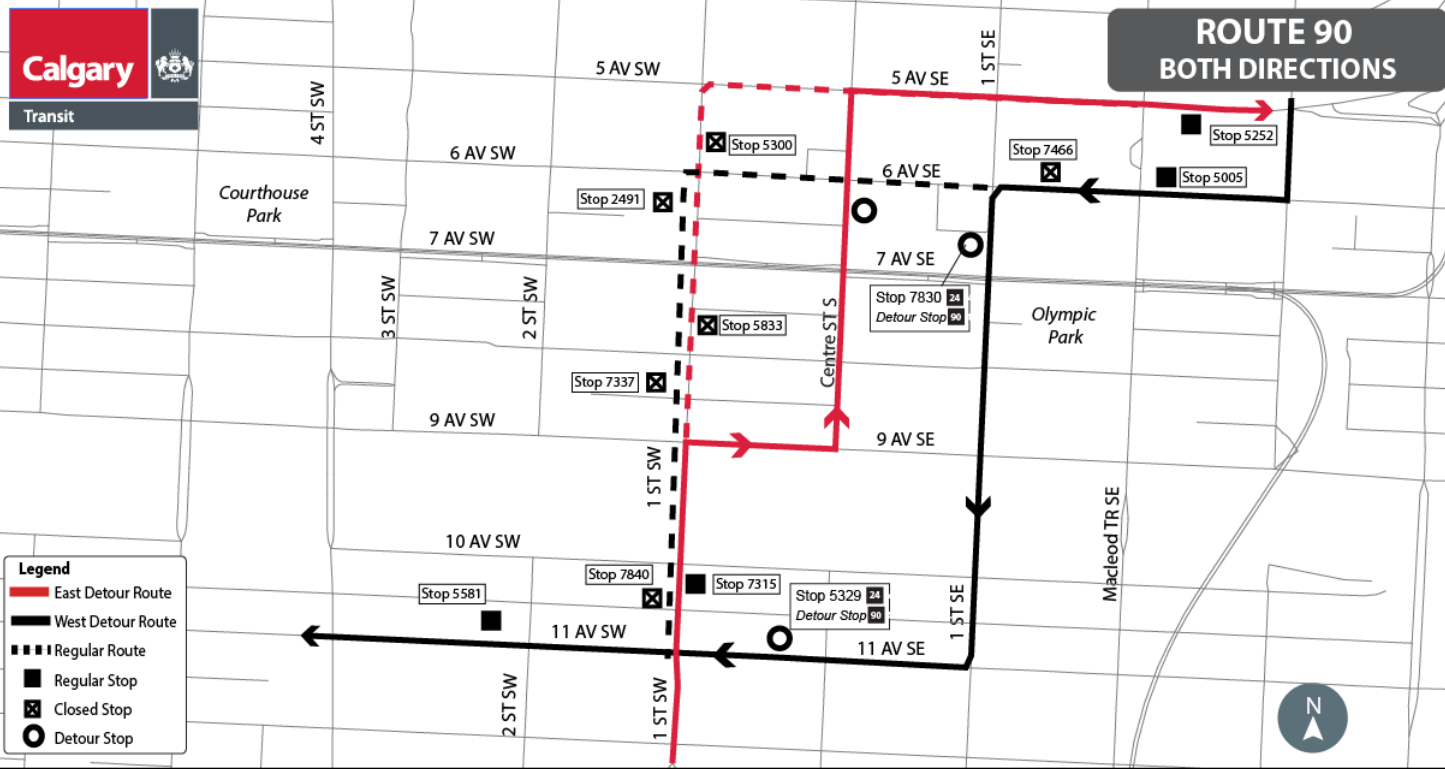 Calgary
Transit
ROUTE 90
BOTH DIRECTIONS
5 AV SW
5 AV SE
1 ST SE
4 ST SW
Stop 5252
Stop 5300
Stop 7466
6 AV SW
6 AV SE
Stop 5005
Courthouse
Park
Stop 2491
7 AV SW
7 AV SE
3 ST SW
2 ST SW
Stop 7830 24
Detour Stop 90
Olympic
Park
Stop 5833
Centre ST S
Stop 7337
9 AV SW
9 AV SE
1 ST SW
Macleod TR SE
10 AV SW
Stop 7840
Stop 7315
Stop 5581
Stop 5329 24
Detour Stop 90
1 ST SE
11 AV SW
11 AV SE
2 ST SW
1 ST SW
Legend
East Detour Route
West Detour Route
Regular Route
Regular Stop
Closed Stop
Detour Stop
N